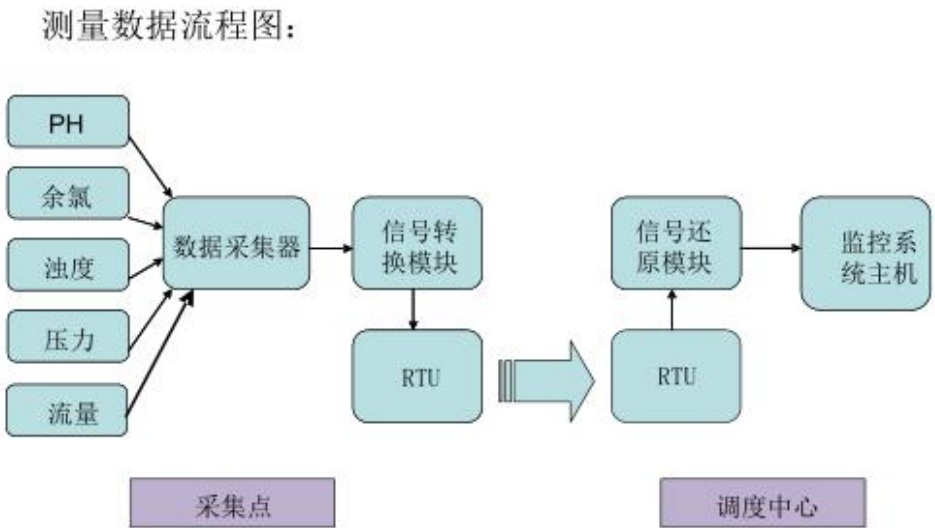 测量数据流程图：
PH
余氯
浊度
压力
流量
数据采集器
信号转
换模块
RTU
信号还
原模块
RTU
监控系
统主机
采集点
调度中心